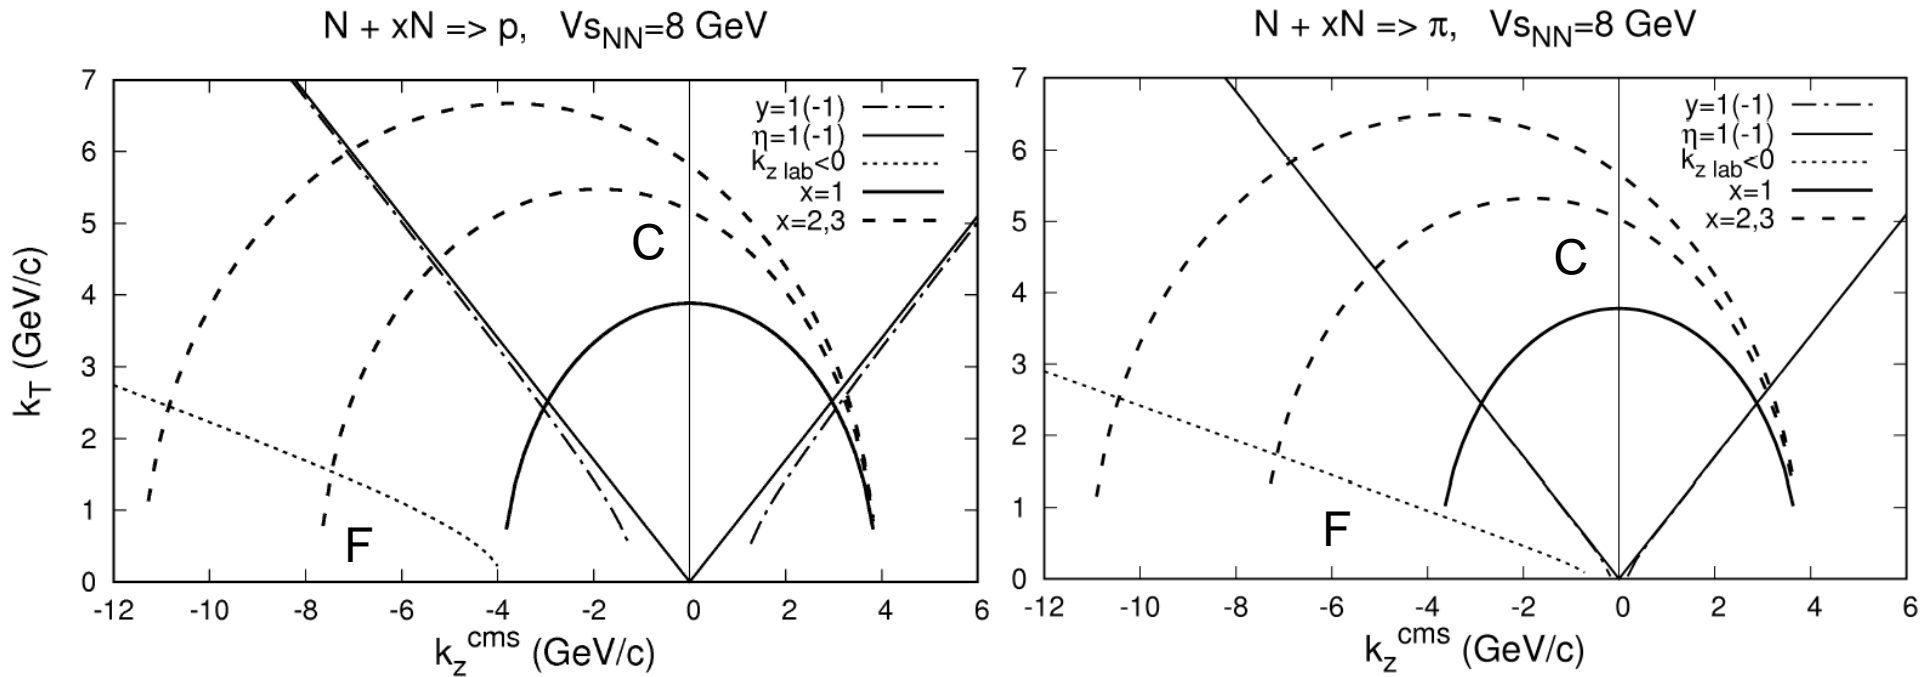 N + xN => p, Vs_NN=8 GeV
y=1(-1)
η=1(-1)
k_z lab<0
x=1
x=2,3
C
F
k_T (GeV/c)
7
6
5
4
3
2
1
0
-12 -10 -8 -6 -4 -2 0 2 4 6
k_z^cms (GeV/c)
N + xN => π, Vs_NN=8 GeV
y=1(-1)
η=1(-1)
k_z lab<0
x=1
x=2,3
C
F
7
6
5
4
3
2
1
0
-12 -10 -8 -6 -4 -2 0 2 4 6
k_z^cms (GeV/c)